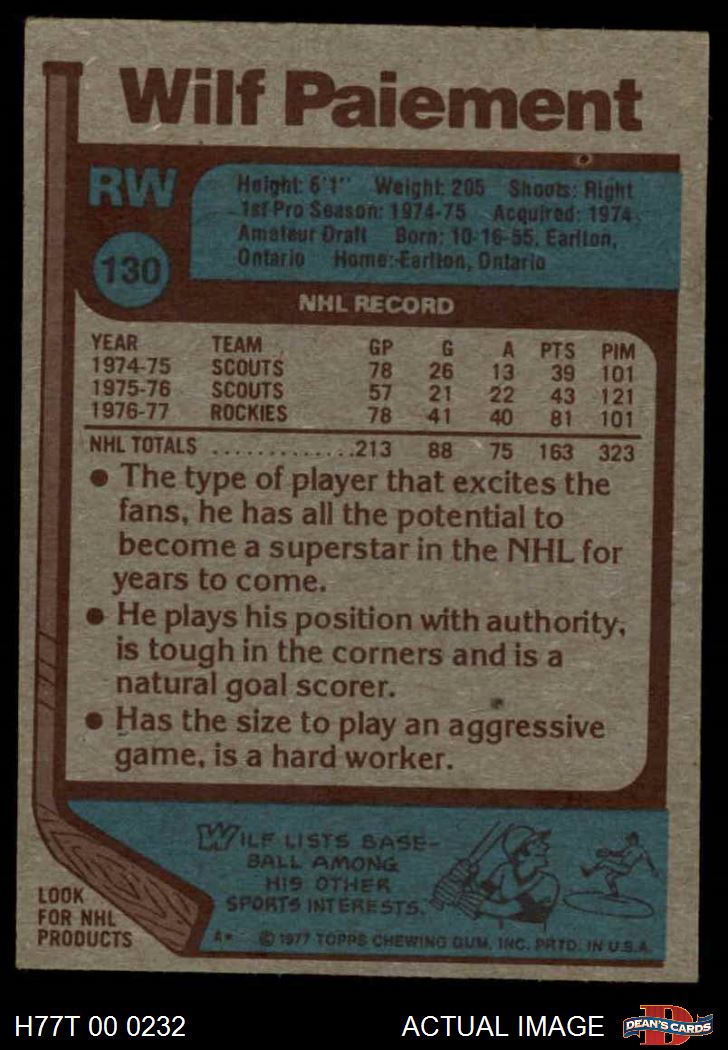 Wilf Paiement
RW
Height: 6'1" Weight: 205 Shoots: Right
1st Pro Season: 1974-75 Acquired: 1974
Amateur Draft Born: 10-16-55, Earlton,
Ontario Home: Earlton, Ontario
130
NHL RECORD
YEAR TEAM GP G A PTS PIM
1974-75 SCOUTS 78 26 13 39 101
1975-76 SCOUTS 57 21 22 43 121
1976-77 ROCKIES 78 41 40 81 101
NHL TOTALS .............213 88 75 163 323
● The type of player that excites the
fans, he has all the potential to
become a superstar in the NHL for
years to come.
● He plays his position with authority,
is tough in the corners and is a
natural goal scorer.
● Has the size to play an aggressive
game, is a hard worker.
WILF LISTS BASE-
BALL AMONG
HIS OTHER
SPORTS INTERESTS.
LOOK
FOR NHL
PRODUCTS
A* © 1977 TOPPS CHEWING GUM, INC. PRTD. IN U.S.A.
H77T 00 0232 ACTUAL IMAGE
D
DEAN'S CARDS